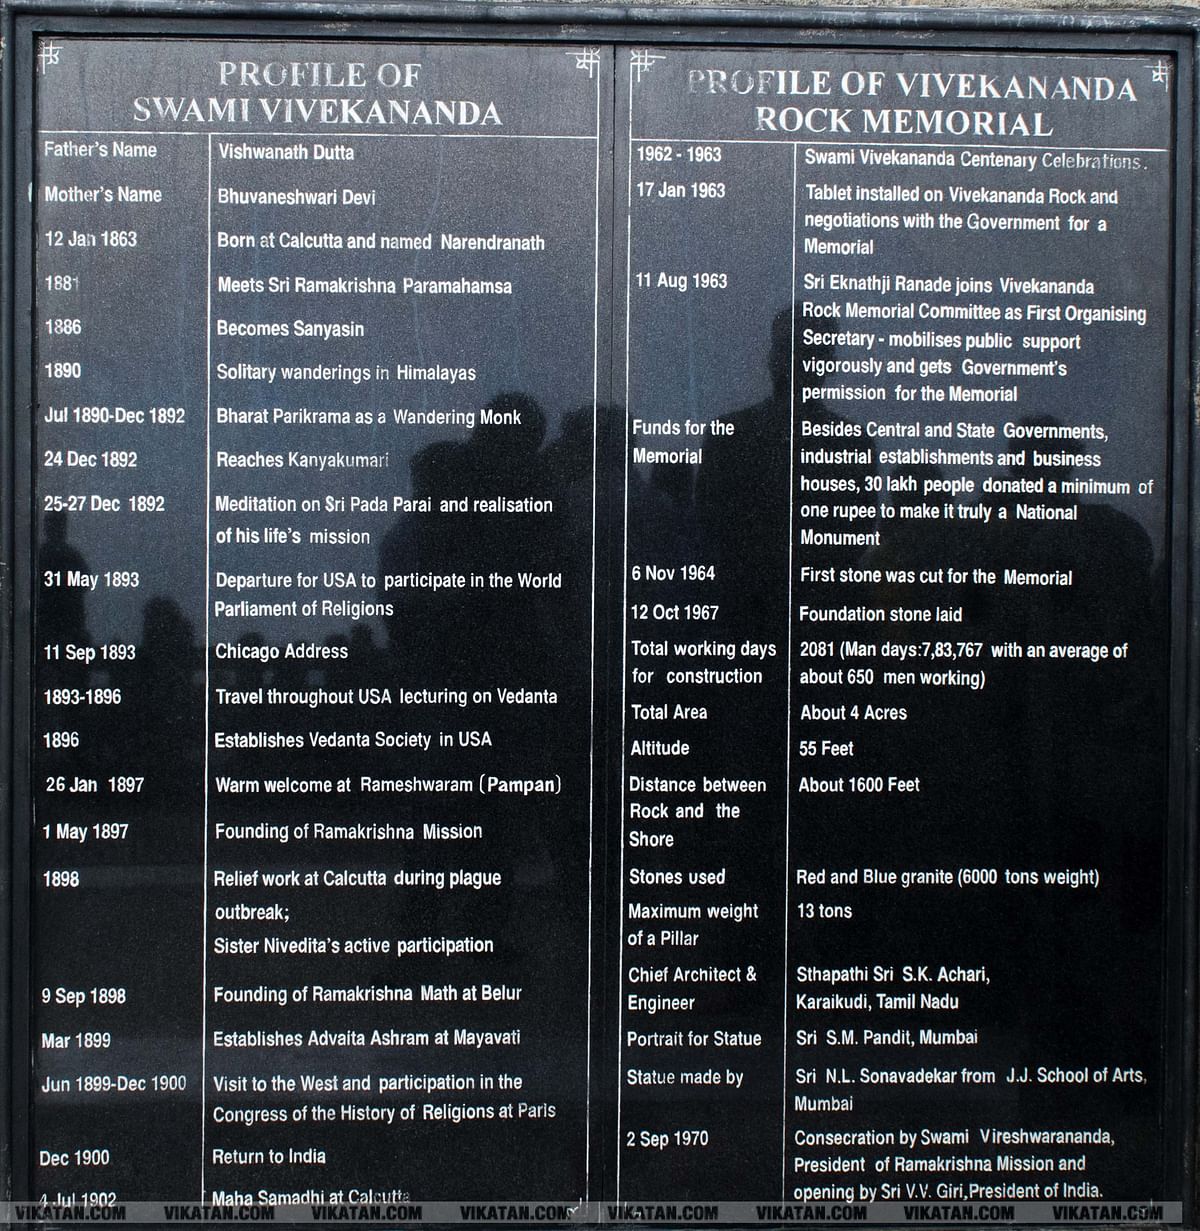 PROFILE OF
SWAMI VIVEKANANDA
Father's Name Vishwanath Dutta
Mother's Name Bhuvaneshwari Devi
12 Jan 1863 Born at Calcutta and named Narendranath
1881 Meets Sri Ramakrishna Paramahamsa
1886 Becomes Sanyasin
1890 Solitary wanderings in Himalayas
Jul 1890-Dec 1892 Bharat Parikrama as a Wandering Monk
24 Dec 1892 Reaches Kanyakumari
25-27 Dec 1892 Meditation on Sri Pada Parai and realisation
of his life's mission
31 May 1893 Departure for USA to participate in the World
Parliament of Religions
11 Sep 1893 Chicago Address
1893-1896 Travel throughout USA lecturing on Vedanta
1896 Establishes Vedanta Society in USA
26 Jan 1897 Warm welcome at Rameshwaram (Pampan)
1 May 1897 Founding of Ramakrishna Mission
1898 Relief work at Calcutta during plague
outbreak;
Sister Nivedita's active participation
9 Sep 1898 Founding of Ramakrishna Math at Belur
Mar 1899 Establishes Advaita Ashram at Mayavati
Jun 1899-Dec 1900 Visit to the West and participation in the
Congress of the History of Religions at Paris
Dec 1900 Return to India
4 Jul 1902 Maha Samadhi at Calcutta
PROFILE OF VIVEKANANDA
ROCK MEMORIAL
1962 - 1963 Swami Vivekananda Centenary Celebrations.
17 Jan 1963 Tablet installed on Vivekananda Rock and
negotiations with the Government for a
Memorial
11 Aug 1963 Sri Eknathji Ranade joins Vivekananda
Rock Memorial Committee as First Organising
Secretary - mobilises public support
vigorously and gets Government's
permission for the Memorial
Funds for the Besides Central and State Governments,
Memorial industrial establishments and business
houses, 30 lakh people donated a minimum of
one rupee to make it truly a National
Monument
6 Nov 1964 First stone was cut for the Memorial
12 Oct 1967 Foundation stone laid
Total working days 2081 (Man days:7,83,767 with an average of
for construction about 650 men working)
Total Area About 4 Acres
Altitude 55 Feet
Distance between About 1600 Feet
Rock and the
Shore
Stones used Red and Blue granite (6000 tons weight)
Maximum weight 13 tons
of a Pillar
Chief Architect & Sthapathi Sri S.K. Achari,
Engineer Karaikudi, Tamil Nadu
Portrait for Statue Sri S.M. Pandit, Mumbai
Statue made by Sri N.L. Sonavadekar from J.J. School of Arts,
Mumbai
2 Sep 1970 Consecration by Swami Vireshwarananda,
President of Ramakrishna Mission and
opening by Sri V.V. Giri,President of India.
VIKATAN.COM VIKATAN.COM VIKATAN.COM VIKATAN.COM VIKATAN.COM VIKATAN.COM VIKATAN.COM VIKATAN.COM